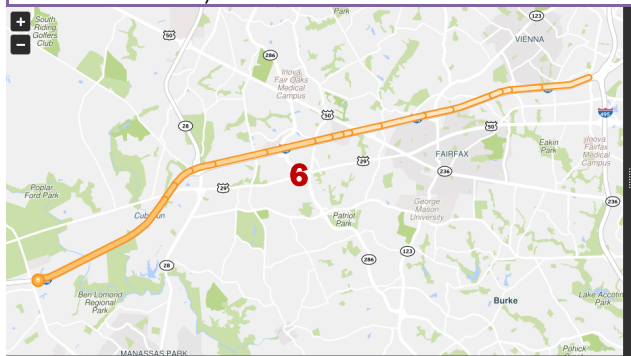 +
−
South
Riding
Golfers
Club
50
Park
123
VIENNA
286
Inova
Fair Oaks
Medical
Campus
50
495
28
50
29
FAIRFAX
Eakin
Park
Inova
Fairfax
Medical
Campus
236
6
29
Poplar
Ford Park
George
Mason
University
236
Patriot
Park
28
286
123
Ben Lomond
Regional
Park
Burke
Lake Accotin
Park
MANASSAS PARK
Pohick